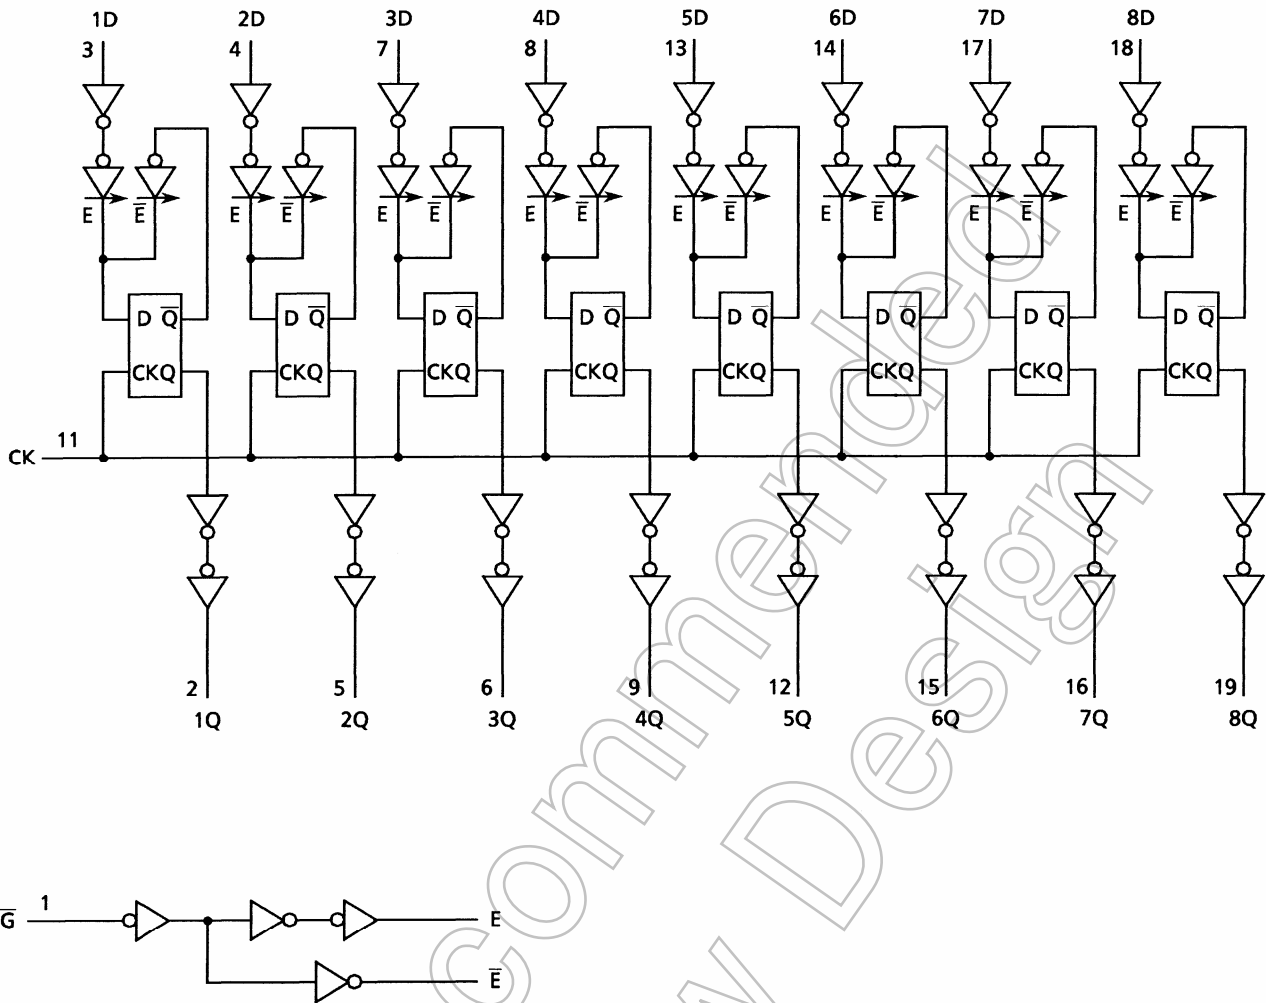 1D 2D 3D 4D 5D 6D 7D 8D
3 4 7 8 13 14 17 18
E E̅ E E̅ E E̅ E E̅ E E̅ E E̅ E E̅ E E̅
D Q̅ D Q̅ D Q̅ D Q̅ D Q̅ D Q̅ D Q̅ D Q̅
CKQ CKQ CKQ CKQ CKQ CKQ CKQ CKQ
11
CK
2 5 6 9 12 15 16 19
1Q 2Q 3Q 4Q 5Q 6Q 7Q 8Q
1
G̅ E
E̅
commended
w Design